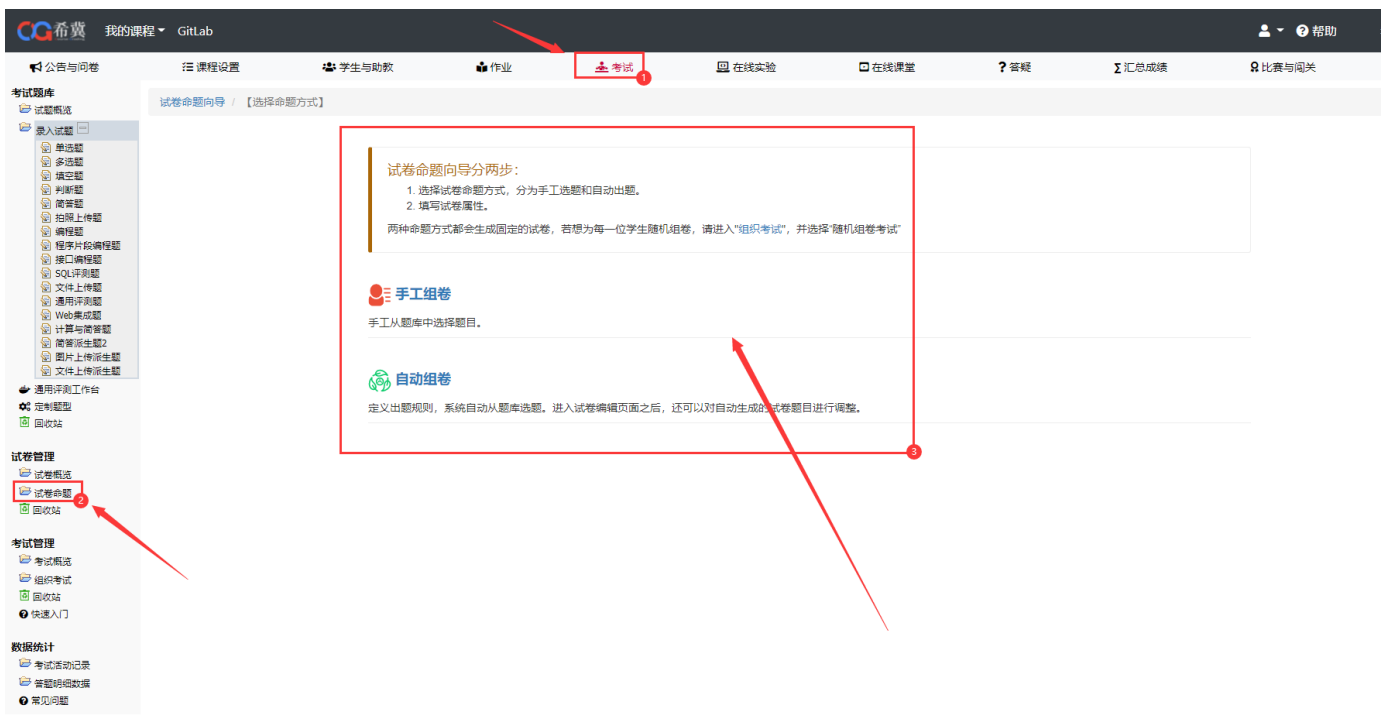 CG希冀 我的课程 GitLab 帮助
公告与问卷 课程设置 学生与助教 作业 考试 在线实验 在线课堂 答疑 汇总成绩 比赛与闯关
1
考试题库
试题概览
录入试题
单选题
多选题
填空题
判断题
简答题
拍照上传题
编程题
程序片段编程题
接口编程题
SQL评测题
文件上传题
通用评测题
Web集成题
计算与简答题
简答派生题2
图片上传派生题
文件上传派生题
通用评测工作台
定制题型
回收站
试卷管理
试卷概览
试卷命题
2
回收站
考试管理
考试概览
组织考试
回收站
快速入门
数据统计
考试活动记录
答题明细数据
常见问题
试卷命题向导 / 【选择命题方式】
试卷命题向导分两步：
1. 选择试卷命题方式，分为手工选题和自动出题。
2. 填写试卷属性。
两种命题方式都会生成固定的试卷，若想为每一位学生随机组卷，请进入"组织考试"，并选择"随机组卷考试"
手工组卷
手工从题库中选择题目。
自动组卷
定义出题规则，系统自动从题库选题。进入试卷编辑页面之后，还可以对自动生成的试卷题目进行调整。
3